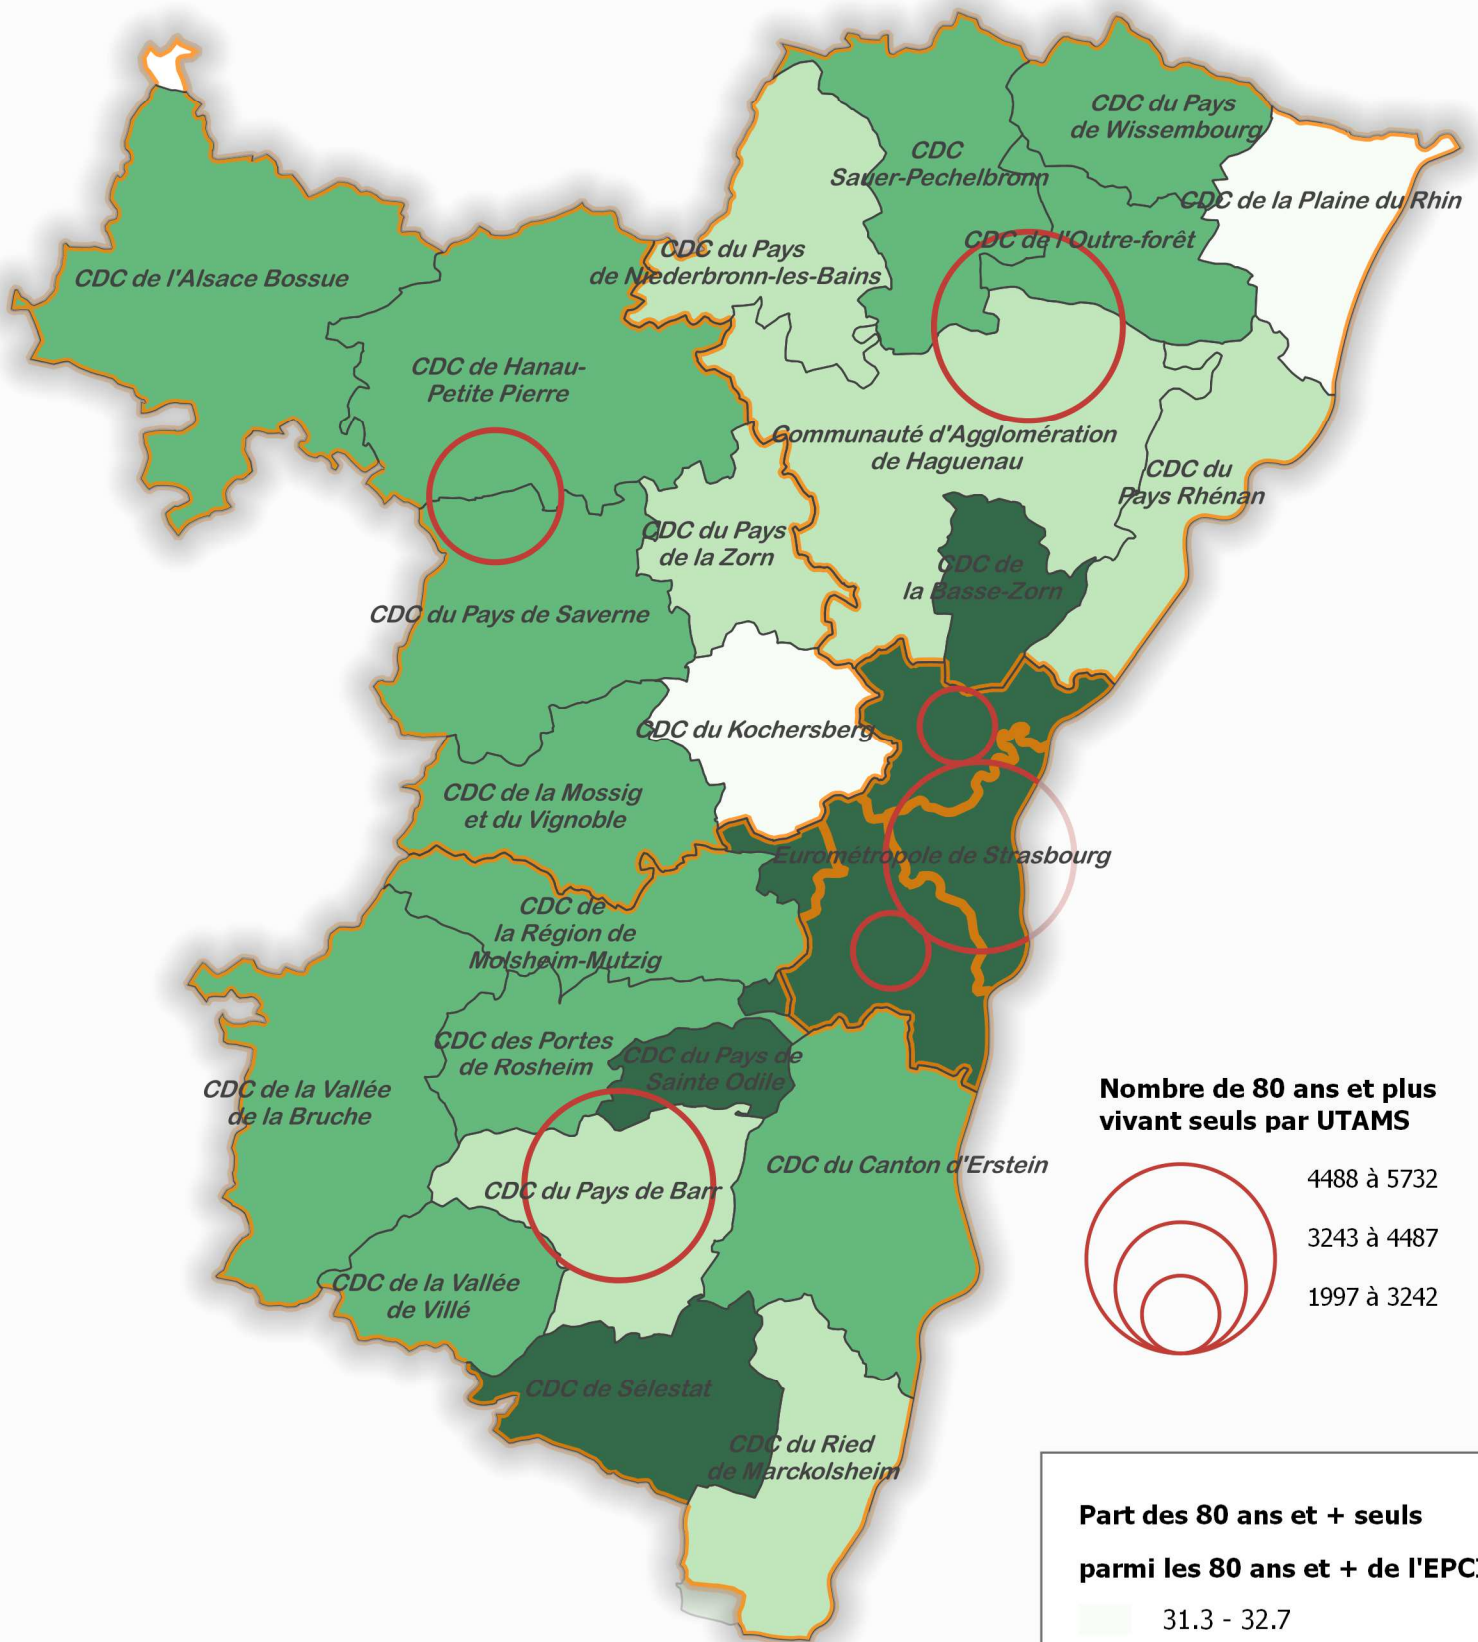 CDC du Pays
de Wissembourg
CDC
Sauer-Pechelbronn
CDC de la Plaine du Rhin
CDC de l'Outre-forêt
CDC du Pays
de Niederbronn-les-Bains
CDC de l'Alsace Bossue
CDC de Hanau-
Petite Pierre
Communauté d'Agglomération
de Haguenau
CDC du
Pays Rhénan
CDC du Pays
de la Zorn
CDC de
la Basse-Zorn
CDC du Pays de Saverne
CDC du Kochersberg
CDC de la Mossig
et du Vignoble
Eurométropole de Strasbourg
CDC de
la Région de
Molsheim-Mutzig
CDC des Portes
de Rosheim
CDC du Pays de
Sainte Odile
CDC de la Vallée
de la Bruche
CDC du Canton d'Erstein
CDC du Pays de Barr
CDC de la Vallée
de Villé
CDC de Sélestat
CDC du Ried
de Marckolsheim
Nombre de 80 ans et plus
vivant seuls par UTAMS
4488 à 5732
3243 à 4487
1997 à 3242
Part des 80 ans et + seuls
parmi les 80 ans et + de l'EPCI
31.3 - 32.7